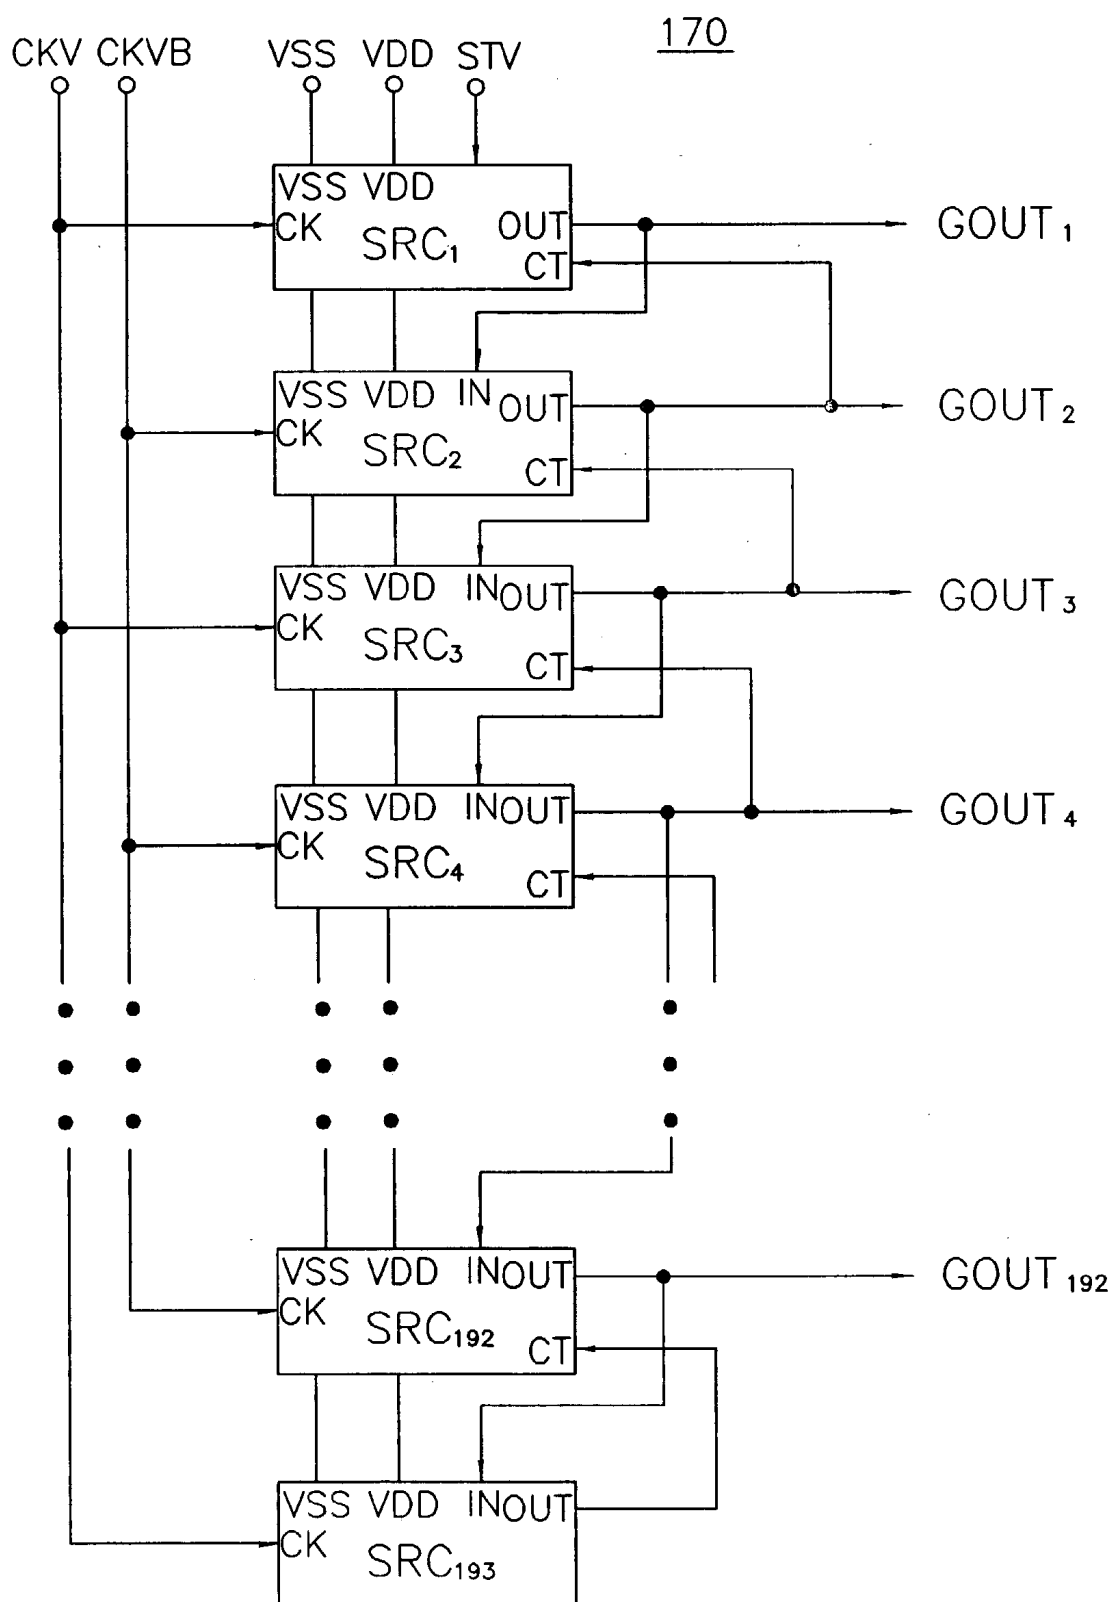 170
CKV CKVB VSS VDD STV
VSS VDD
CK SRC1 OUT
CT
GOUT1
VSS VDD IN OUT
CK SRC2 CT
GOUT2
VSS VDD IN OUT
CK SRC3 CT
GOUT3
VSS VDD IN OUT
CK SRC4 CT
GOUT4
VSS VDD IN OUT
CK SRC192 CT
GOUT192
VSS VDD IN OUT
CK SRC193